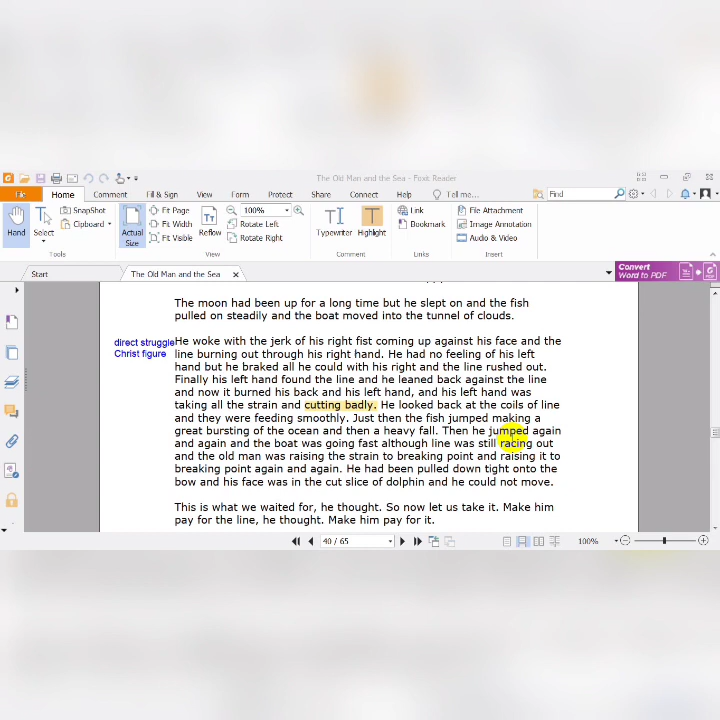 The Old Man and the Sea - Foxit Reader
File Home Comment Fill & Sign View Form Protect Share Connect Help Tell me... Find
Hand
Select
SnapShot
Clipboard
Actual Size
Fit Page
Fit Width
Fit Visible
Reflow
100%
Rotate Left
Rotate Right
Typewriter
Highlight
Link
Bookmark
File Attachment
Image Annotation
Audio & Video
Tools View Comment Links Insert
Start The Old Man and the Sea
Convert
Word to PDF
The moon had been up for a long time but he slept on and the fish
pulled on steadily and the boat moved into the tunnel of clouds.
direct struggle
Christ figure
He woke with the jerk of his right fist coming up against his face and the
line burning out through his right hand. He had no feeling of his left
hand but he braked all he could with his right and the line rushed out.
Finally his left hand found the line and he leaned back against the line
and now it burned his back and his left hand, and his left hand was
taking all the strain and cutting badly. He looked back at the coils of line
and they were feeding smoothly. Just then the fish jumped making a
great bursting of the ocean and then a heavy fall. Then he jumped again
and again and the boat was going fast although line was still racing out
and the old man was raising the strain to breaking point and raising it to
breaking point again and again. He had been pulled down tight onto the
bow and his face was in the cut slice of dolphin and he could not move.
This is what we waited for, he thought. So now let us take it. Make him
pay for the line, he thought. Make him pay for it.
40 / 65
100%